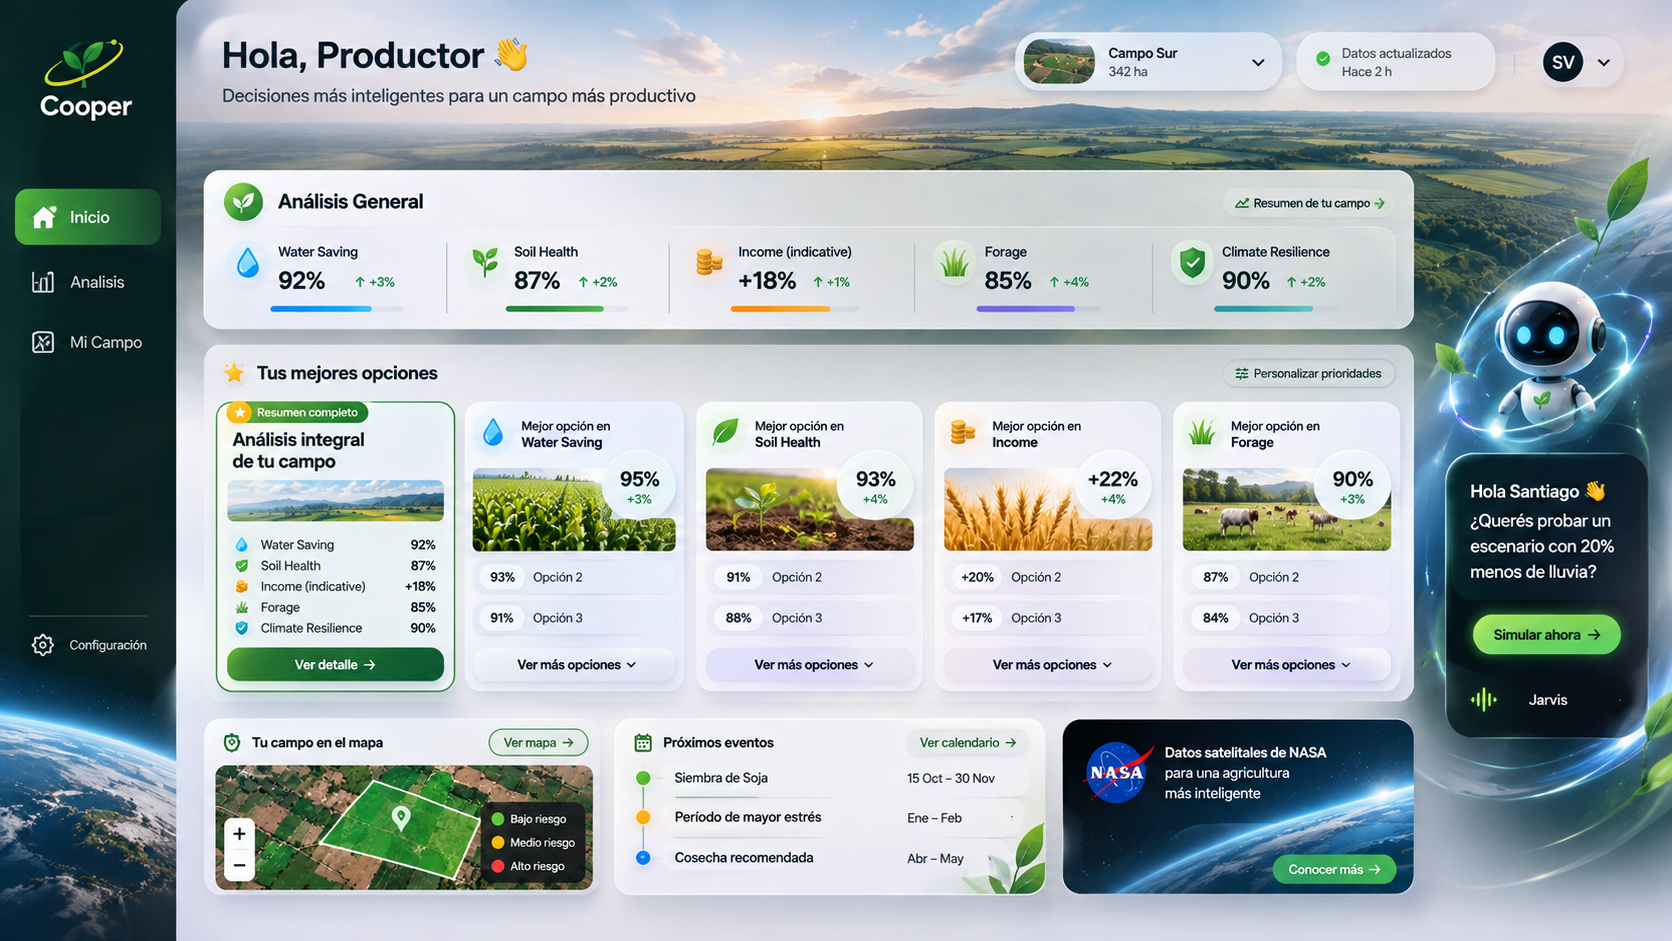 Cooper
Inicio
Analisis
Mi Campo
Configuración
Hola, Productor 👋
Decisiones más inteligentes para un campo más productivo
Campo Sur
342 ha
Datos actualizados
Hace 2 h
SV
Análisis General
Resumen de tu campo →
Water Saving
92% ↑ +3%
Soil Health
87% ↑ +2%
Income (indicative)
+18% ↑ +1%
Forage
85% ↑ +4%
Climate Resilience
90% ↑ +2%
Tus mejores opciones
Personalizar prioridades
Resumen completo
Análisis integral
de tu campo
Water Saving 92%
Soil Health 87%
Income (indicative) +18%
Forage 85%
Climate Resilience 90%
Ver detalle →
Mejor opción en
Water Saving
95%
+3%
93% Opción 2
91% Opción 3
Ver más opciones
Mejor opción en
Soil Health
93%
+4%
91% Opción 2
88% Opción 3
Ver más opciones
Mejor opción en
Income
+22%
+4%
+20% Opción 2
+17% Opción 3
Ver más opciones
Mejor opción en
Forage
90%
+3%
87% Opción 2
84% Opción 3
Ver más opciones
Tu campo en el mapa
Ver mapa →
+
−
Bajo riesgo
Medio riesgo
Alto riesgo
Próximos eventos
Ver calendario →
Siembra de Soja 15 Oct – 30 Nov
Período de mayor estrés Ene – Feb
Cosecha recomendada Abr – May
NASA
Datos satelitales de NASA
para una agricultura
más inteligente
Conocer más →
Hola Santiago 👋
¿Querés probar un
escenario con 20%
menos de lluvia?
Simular ahora →
Jarvis